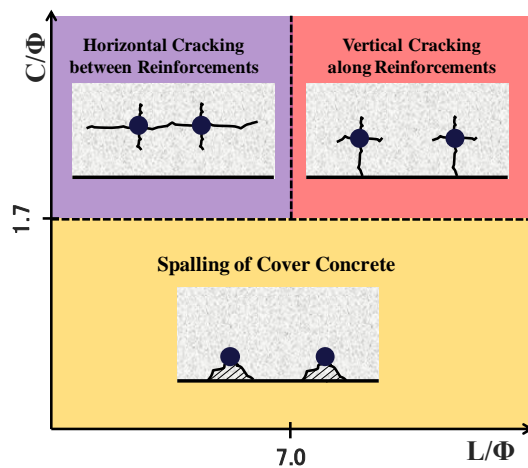 C/Φ
Horizontal Cracking
between Reinforcements
Vertical Cracking
along Reinforcements
1.7
Spalling of Cover Concrete
7.0
L/Φ